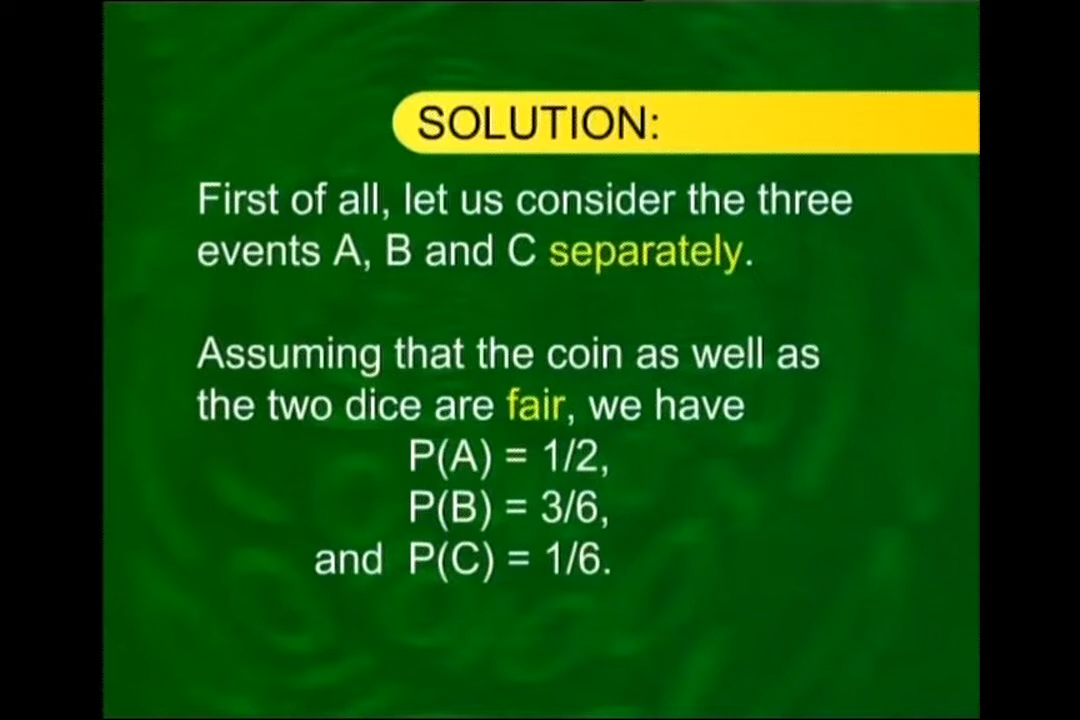 SOLUTION:
First of all, let us consider the three
events A, B and C separately.
Assuming that the coin as well as
the two dice are fair, we have
P(A) = 1/2,
P(B) = 3/6,
and P(C) = 1/6.